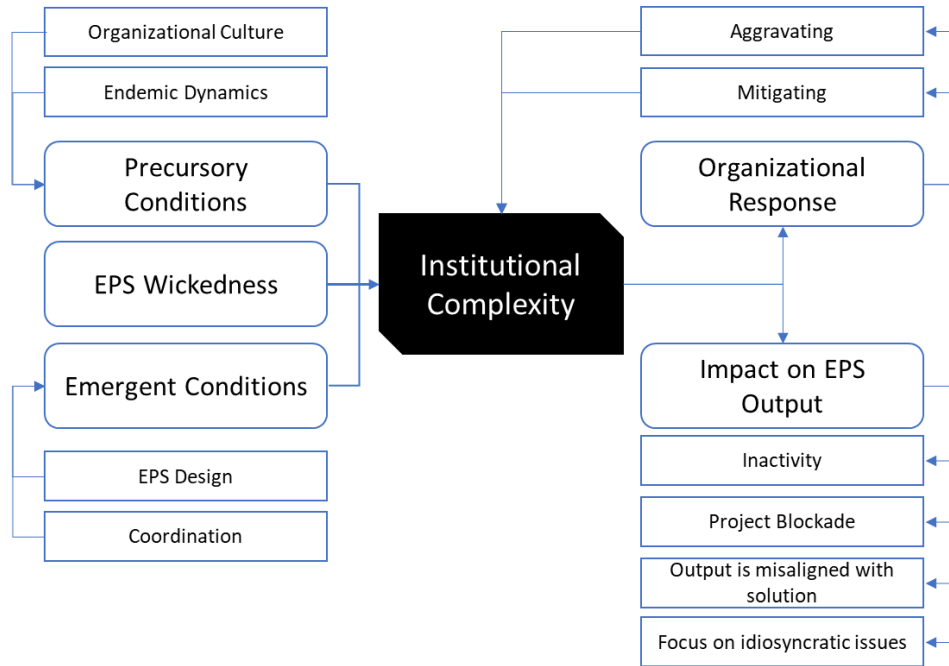 Organizational Culture
Endemic Dynamics
Precursory
Conditions
EPS Wickedness
Emergent Conditions
EPS Design
Coordination
Institutional
Complexity
Aggravating
Mitigating
Organizational
Response
Impact on EPS
Output
Inactivity
Project Blockade
Output is misaligned with
solution
Focus on idiosyncratic issues